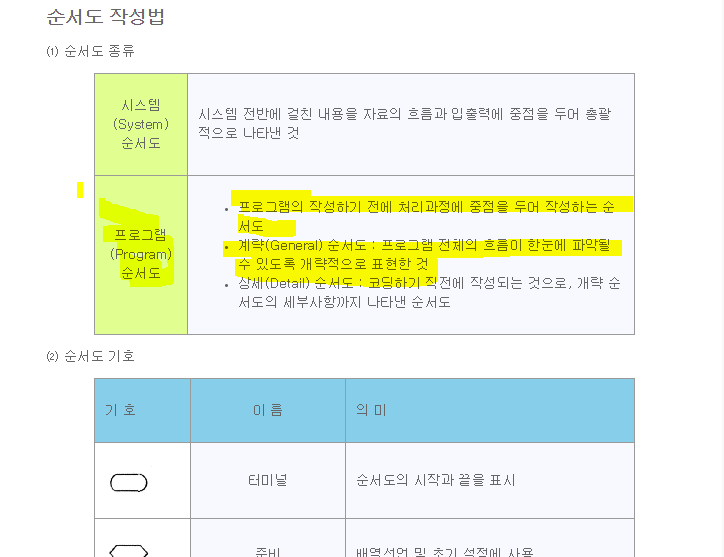 순서도 작성법
(1) 순서도 종류
시스템
(System)
순서도
시스템 전반에 걸친 내용을 자료의 흐름과 입출력에 중점을 두어 총괄
적으로 나타낸 것
프로그램
(Program)
순서도
• 프로그램의 작성하기 전에 처리과정에 중점을 두어 작성하는 순
서도
• 계략(General) 순서도 : 프로그램 전체의 흐름이 한눈에 파악될
수 있도록 개략적으로 표현한 것
• 상세(Detail) 순서도 : 코딩하기 직전에 작성되는 것으로, 개략 순
서도의 세부사항까지 나타낸 순서도
(2) 순서도 기호
기 호
이 름
의 미
터미널
순서도의 시작과 끝을 표시
준비
배열선언 및 초기 설정에 사용